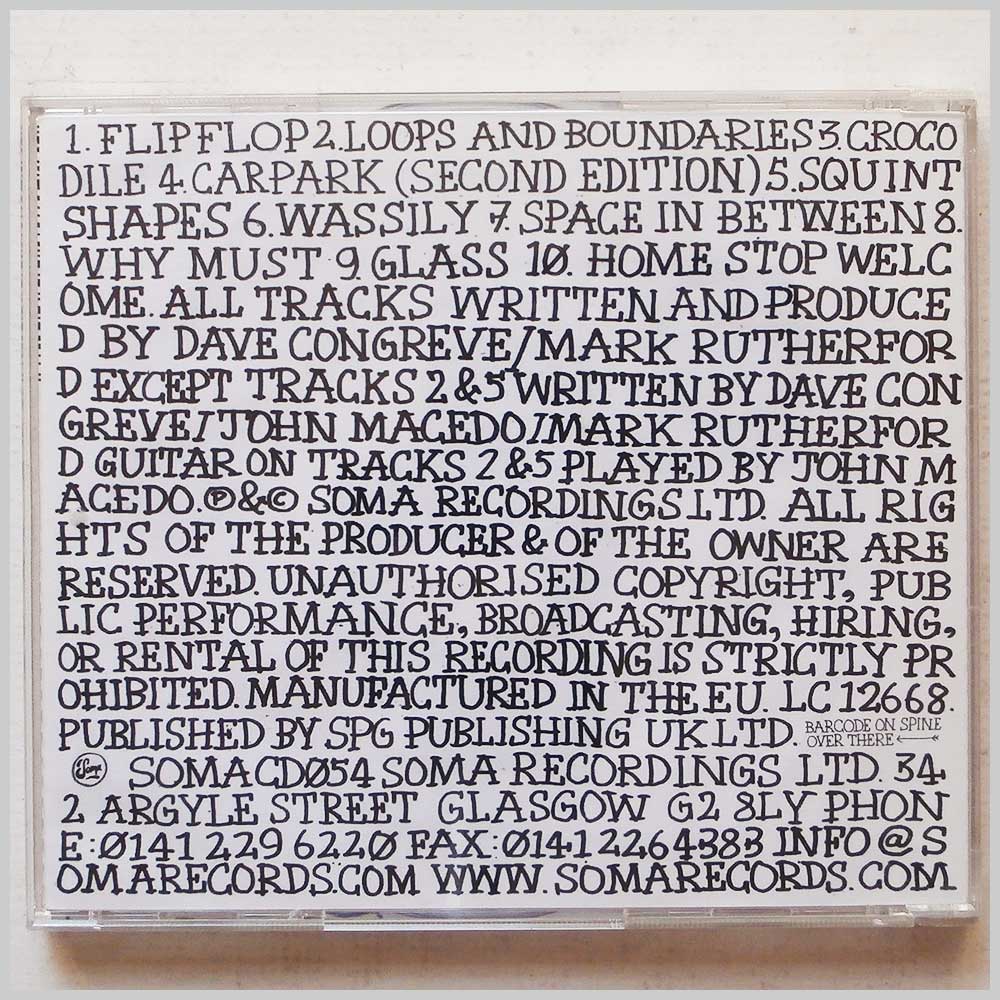 1. FLIPFLOP 2. LOOPS AND BOUNDARIES 3. CROCO
DILE 4. CARPARK (SECOND EDITION) 5. SQUINT
SHAPES 6. WASSILY 7. SPACE IN BETWEEN 8.
WHY MUST 9. GLASS 10. HOME STOP WELC
OME. ALL TRACKS WRITTEN AND PRODUCE
D BY DAVE CONGREVE/MARK RUTHERFOR
D EXCEPT TRACKS 2 & 5 WRITTEN BY DAVE CON
GREVE/JOHN MACEDO/MARK RUTHERFOR
D GUITAR ON TRACKS 2 & 5 PLAYED BY JOHN M
ACEDO. ℗ & © SOMA RECORDINGS LTD. ALL RIG
HTS OF THE PRODUCER & OF THE OWNER ARE
RESERVED. UNAUTHORISED COPYRIGHT, PUB
LIC PERFORMANCE, BROADCASTING, HIRING,
OR RENTAL OF THIS RECORDING IS STRICTLY PR
OHIBITED. MANUFACTURED IN THE EU. LC 12668.
PUBLISHED BY SPG PUBLISHING UK LTD. BARCODE ON SPINE
OVER THERE ←
Soma SOMACD054 SOMA RECORDINGS LTD. 34
2 ARGYLE STREET GLASGOW G2 8LY PHON
E: 0141 229 6220 FAX: 0141 226 4383 INFO@S
OMARECORDS.COM WWW.SOMARECORDS.COM